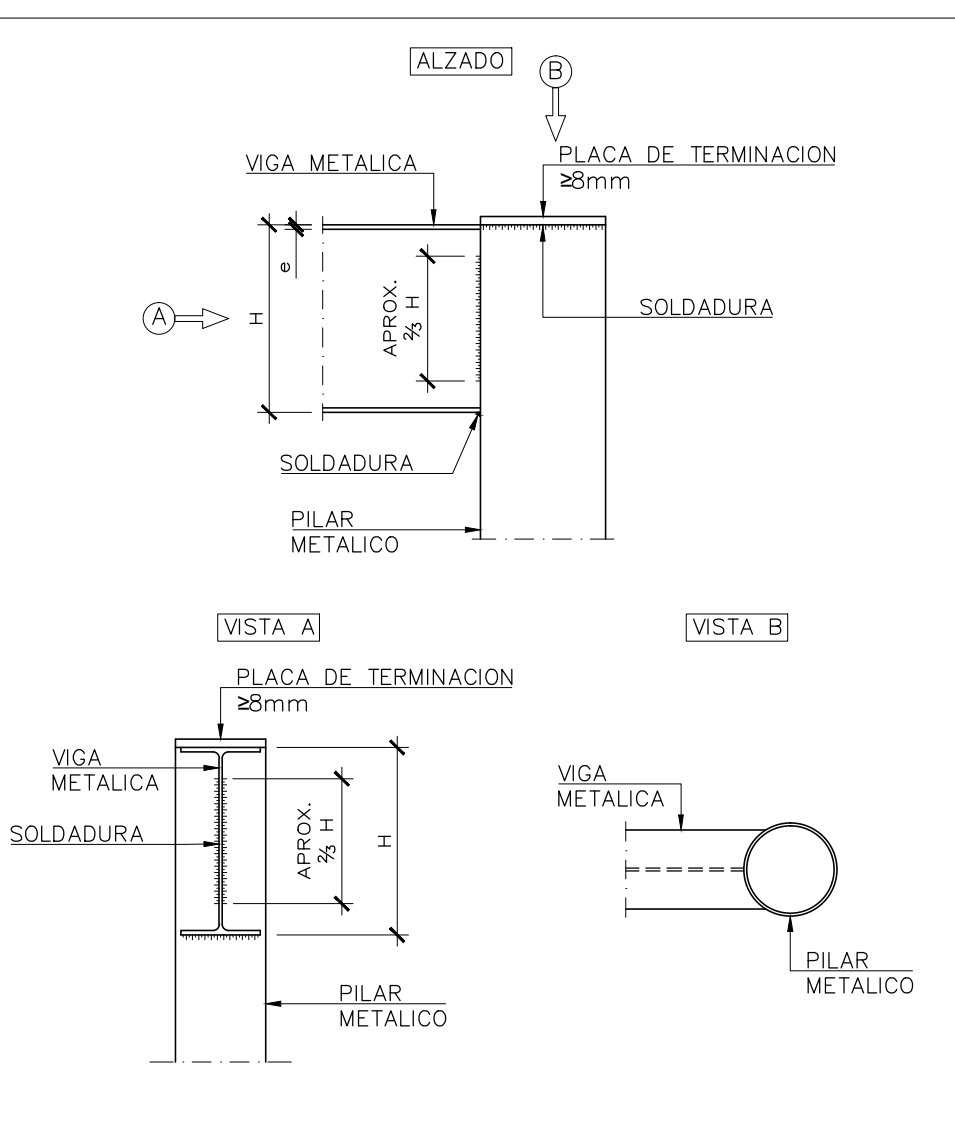 ALZADO
B
VIGA METALICA
PLACA DE TERMINACION
≥8mm
e
A
H
APROX.
⅔ H
SOLDADURA
SOLDADURA
PILAR
METALICO
VISTA A
VISTA B
PLACA DE TERMINACION
≥8mm
VIGA
METALICA
SOLDADURA
APROX.
⅔ H
H
PILAR
METALICO
VIGA
METALICA
PILAR
METALICO